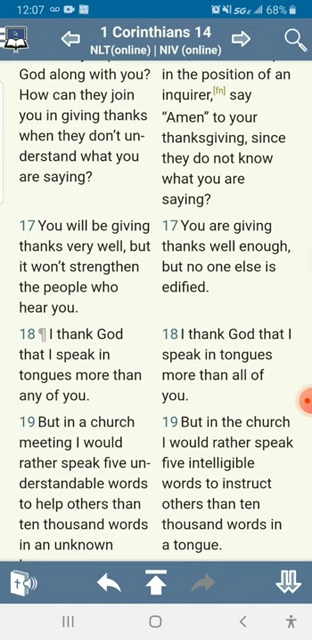 12:07
5GE 68%
1 Corinthians 14
NLT(online) | NIV (online)
God along with you?
How can they join
you in giving thanks
when they don't un-
derstand what you
are saying?
17 You will be giving
thanks very well, but
it won't strengthen
the people who
hear you.
18 ¶ I thank God
that I speak in
tongues more than
any of you.
19 But in a church
meeting I would
rather speak five un-
derstandable words
to help others than
ten thousand words
in an unknown
in the position of an
inquirer,[fn] say
“Amen” to your
thanksgiving, since
they do not know
what you are
saying?
17 You are giving
thanks well enough,
but no one else is
edified.
18 I thank God that I
speak in tongues
more than all of
you.
19 But in the church
I would rather speak
five intelligible
words to instruct
others than ten
thousand words in
a tongue.